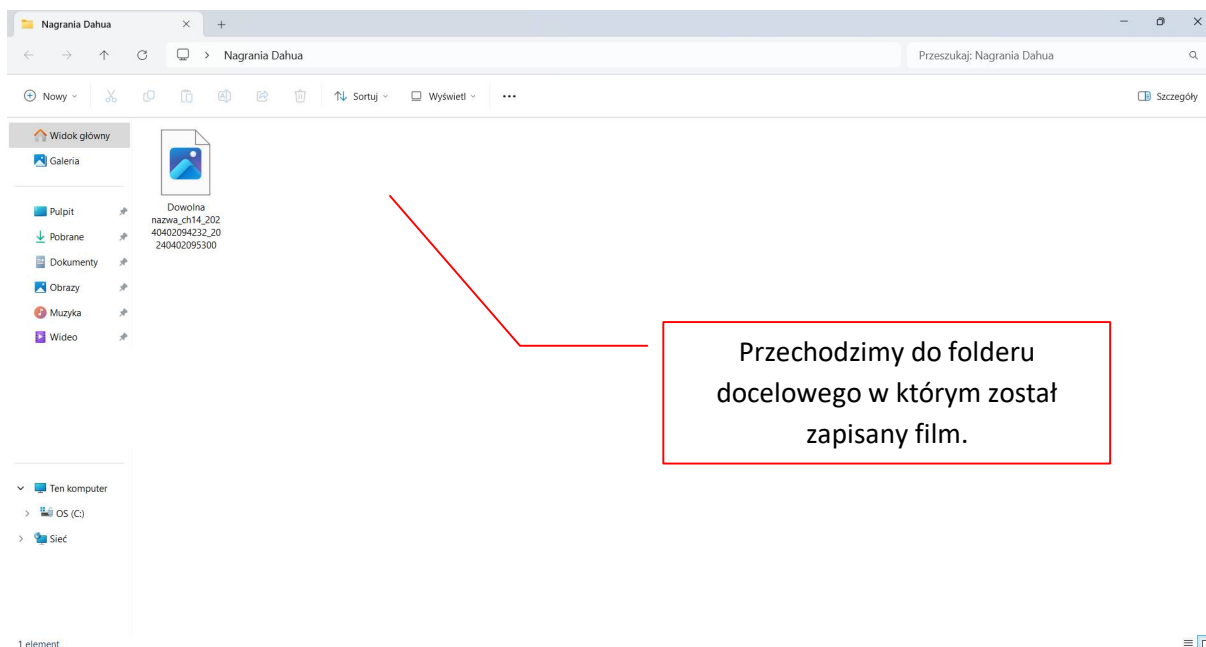 Nagrania Dahua
Nagrania Dahua
Przeszukaj: Nagrania Dahua
Nowy
Sortuj
Wyświetl
Szczegóły
Widok główny
Galeria
Pulpit
Pobrane
Dokumenty
Obrazy
Muzyka
Wideo
Ten komputer
OS (C:)
Sieć
Dowolna
nazwa_ch14_202
40402094232_20
240402095300
Przechodzimy do folderu
docelowego w którym został
zapisany film.
1 element